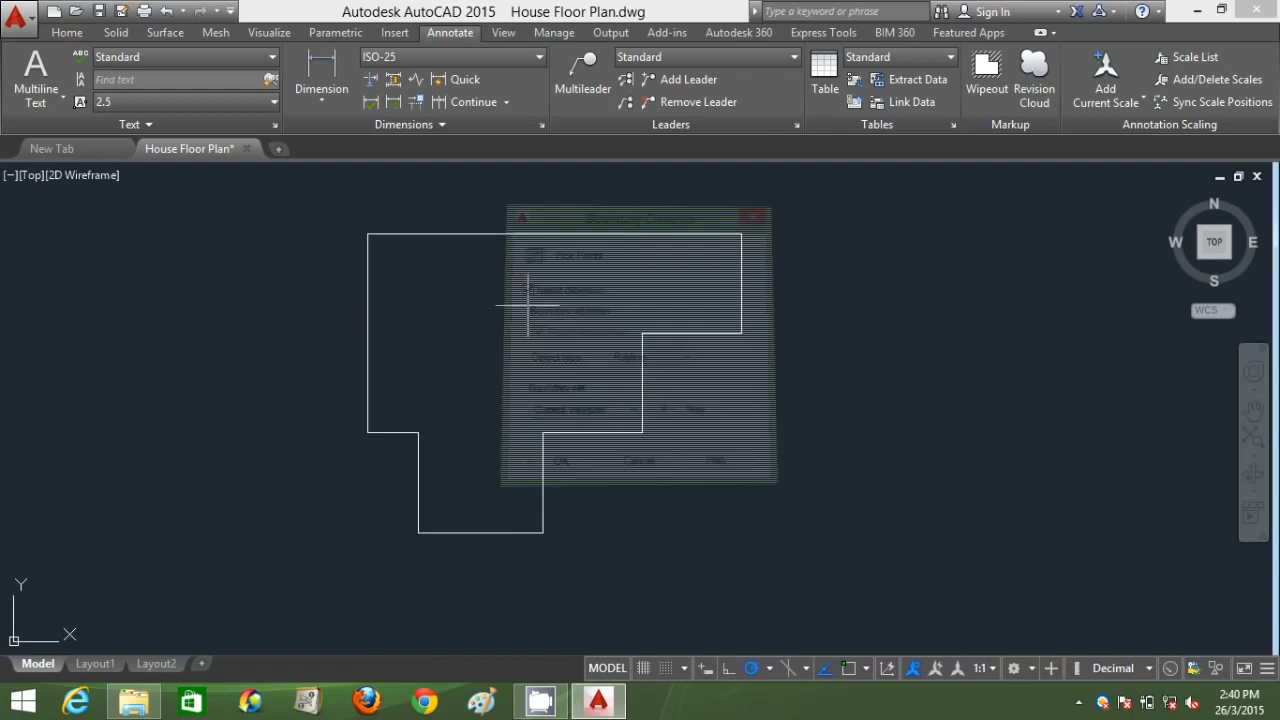 Autodesk AutoCAD 2015 House Floor Plan.dwg
Type a keyword or phrase
Sign In
Home Solid Surface Mesh Visualize Parametric Insert Annotate View Manage Output Add-ins Autodesk 360 Express Tools BIM 360 Featured Apps
A Multiline Text
ABC Standard
Find text
A 2.5
Text
Dimension
ISO-25
Quick
Continue
Dimensions
Multileader
Standard
Add Leader
Remove Leader
Leaders
Table
Standard
Extract Data
Link Data
Tables
Wipeout
Revision Cloud
Markup
Add Current Scale
Scale List
Add/Delete Scales
Sync Scale Positions
Annotation Scaling
New Tab
House Floor Plan*
[−][Top][2D Wireframe]
N
W TOP E
S
WCS
Y
X
Model Layout1 Layout2
MODEL
1:1
Decimal
2:40 PM
26/3/2015